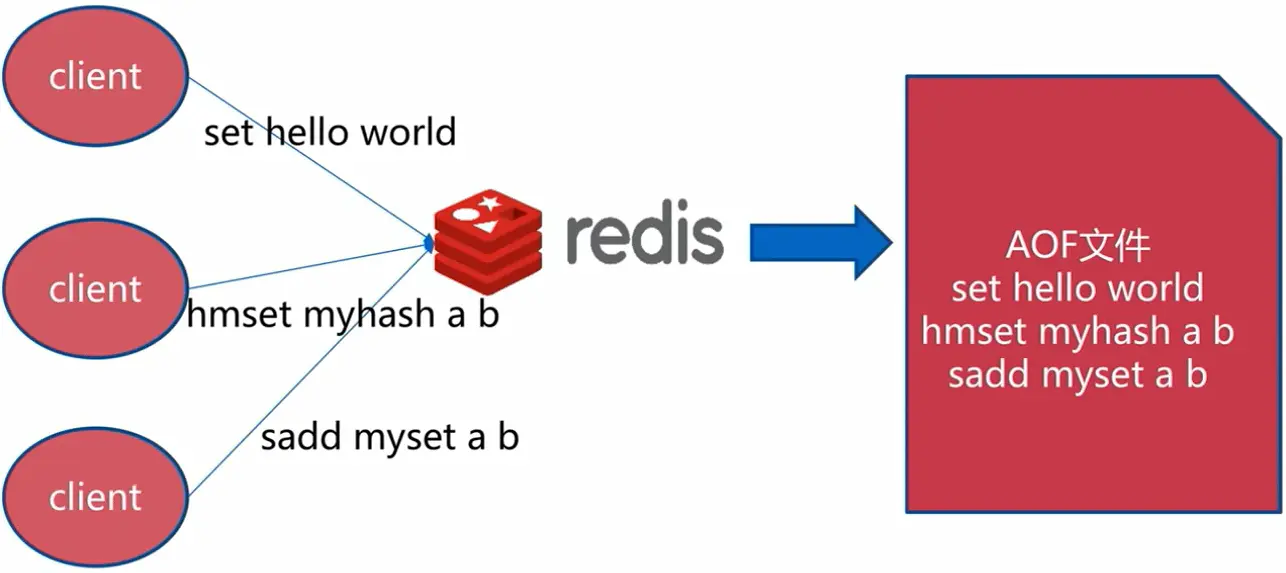 client
set hello world
client
hmset myhash a b
redis
client
sadd myset a b
AOF文件
set hello world
hmset myhash a b
sadd myset a b